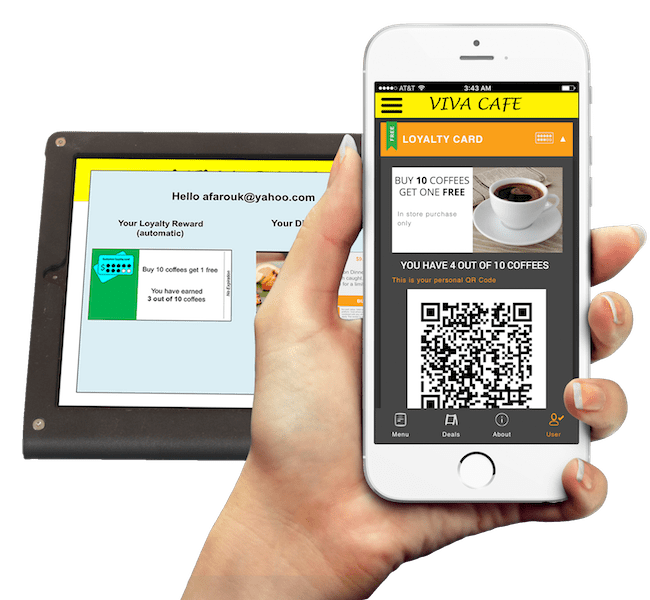 Hello afarouk@yahoo.com
Your Loyalty Reward
(automatic)
Buy 10 coffees get 1 free
You have earned
3 out of 10 coffees
No Expiration
AT&T 3:43 AM
VIVA CAFE
FREE
LOYALTY CARD
BUY 10 COFFEES
GET ONE FREE
In store purchase
only
YOU HAVE 4 OUT OF 10 COFFEES
This is your personal QR Code
Menu Deals About User